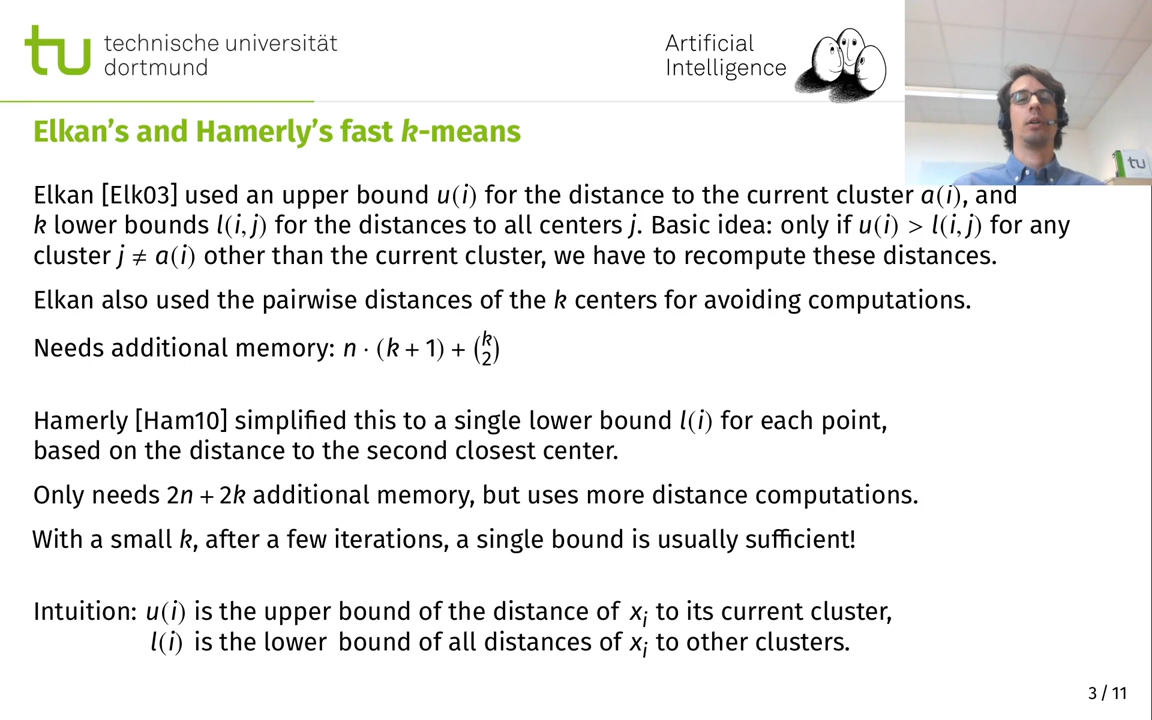 technische universität
dortmund
Artificial
Intelligence
tu
Elkan's and Hamerly's fast k-means
Elkan [Elk03] used an upper bound u(i) for the distance to the current cluster a(i), and
k lower bounds l(i, j) for the distances to all centers j. Basic idea: only if u(i) > l(i, j) for any
cluster j ≠ a(i) other than the current cluster, we have to recompute these distances.
Elkan also used the pairwise distances of the k centers for avoiding computations.
Needs additional memory: n · (k + 1) + (k 2)
Hamerly [Ham10] simplified this to a single lower bound l(i) for each point,
based on the distance to the second closest center.
Only needs 2n + 2k additional memory, but uses more distance computations.
With a small k, after a few iterations, a single bound is usually sufficient!
Intuition: u(i) is the upper bound of the distance of xᵢ to its current cluster,
l(i) is the lower bound of all distances of xᵢ to other clusters.
3 / 11